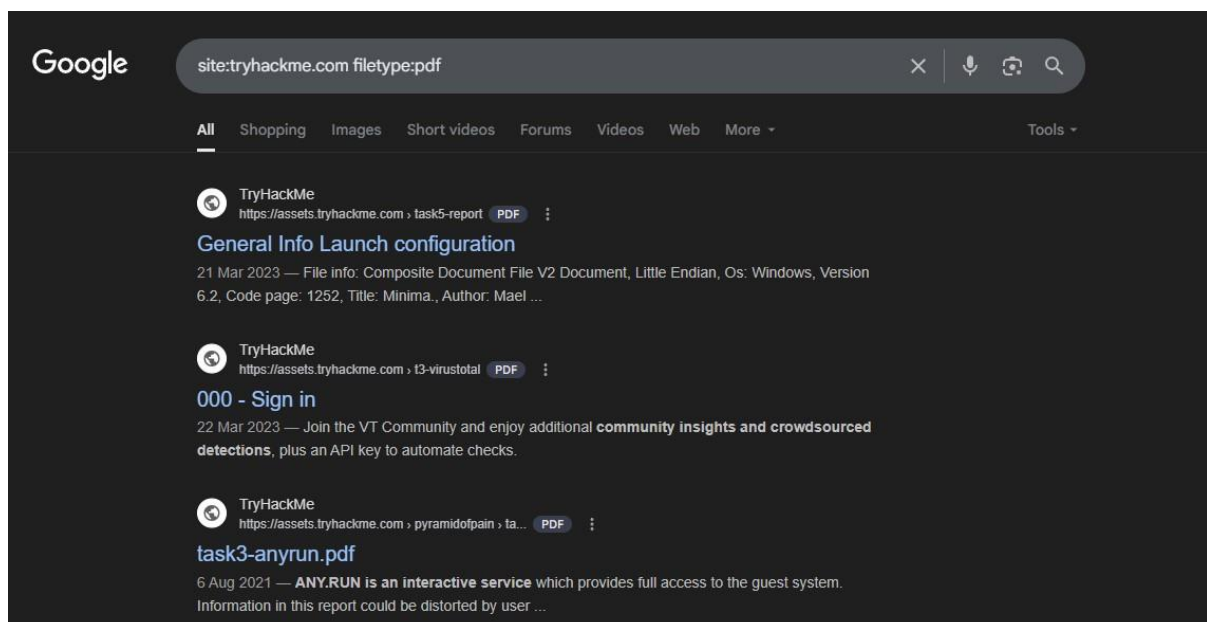 Google
site:tryhackme.com filetype:pdf
All Shopping Images Short videos Forums Videos Web More Tools
TryHackMe
https://assets.tryhackme.com › task5-report PDF
General Info Launch configuration
21 Mar 2023 — File info: Composite Document File V2 Document, Little Endian, Os: Windows, Version
6.2, Code page: 1252, Title: Minima., Author: Mael ...
TryHackMe
https://assets.tryhackme.com › t3-virustotal PDF
000 - Sign in
22 Mar 2023 — Join the VT Community and enjoy additional community insights and crowdsourced
detections, plus an API key to automate checks.
TryHackMe
https://assets.tryhackme.com › pyramidofpain › ta... PDF
task3-anyrun.pdf
6 Aug 2021 — ANY.RUN is an interactive service which provides full access to the guest system.
Information in this report could be distorted by user ...